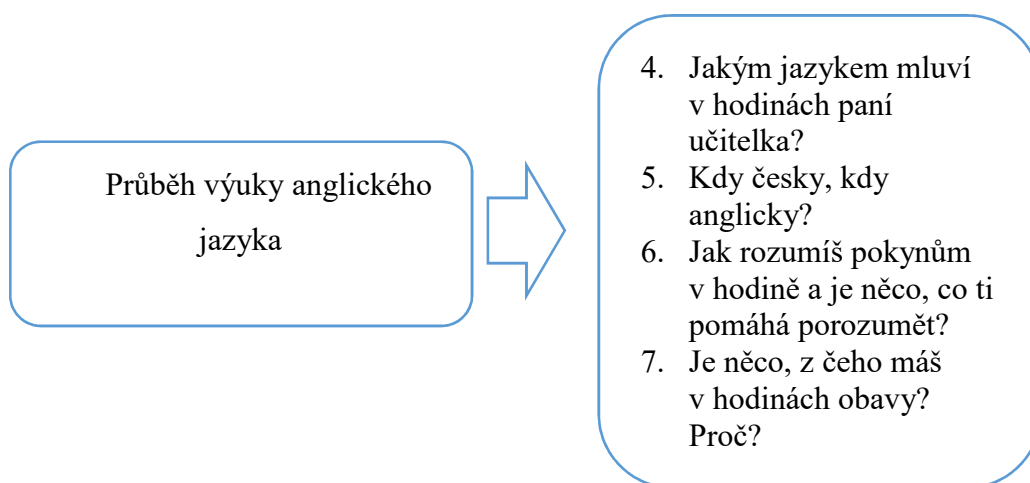 Průběh výuky anglického
jazyka
4. Jakým jazykem mluví
v hodinách paní
učitelka?
5. Kdy česky, kdy
anglicky?
6. Jak rozumíš pokynům
v hodině a je něco, co ti
pomáhá porozumět?
7. Je něco, z čeho máš
v hodinách obavy?
Proč?